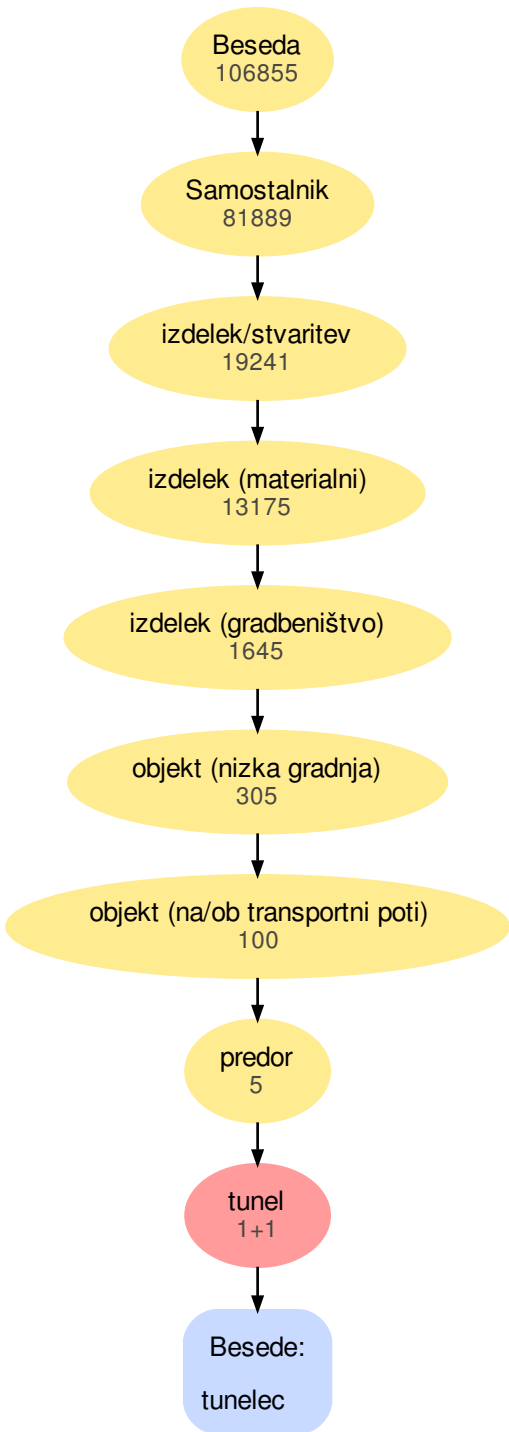 Beseda
106855
Samostalnik
81889
izdelek/stvaritev
19241
izdelek (materialni)
13175
izdelek (gradbeništvo)
1645
objekt (nizka gradnja)
305
objekt (na/ob transportni poti)
100
predor
5
tunel
1+1
Besede:
tunelec